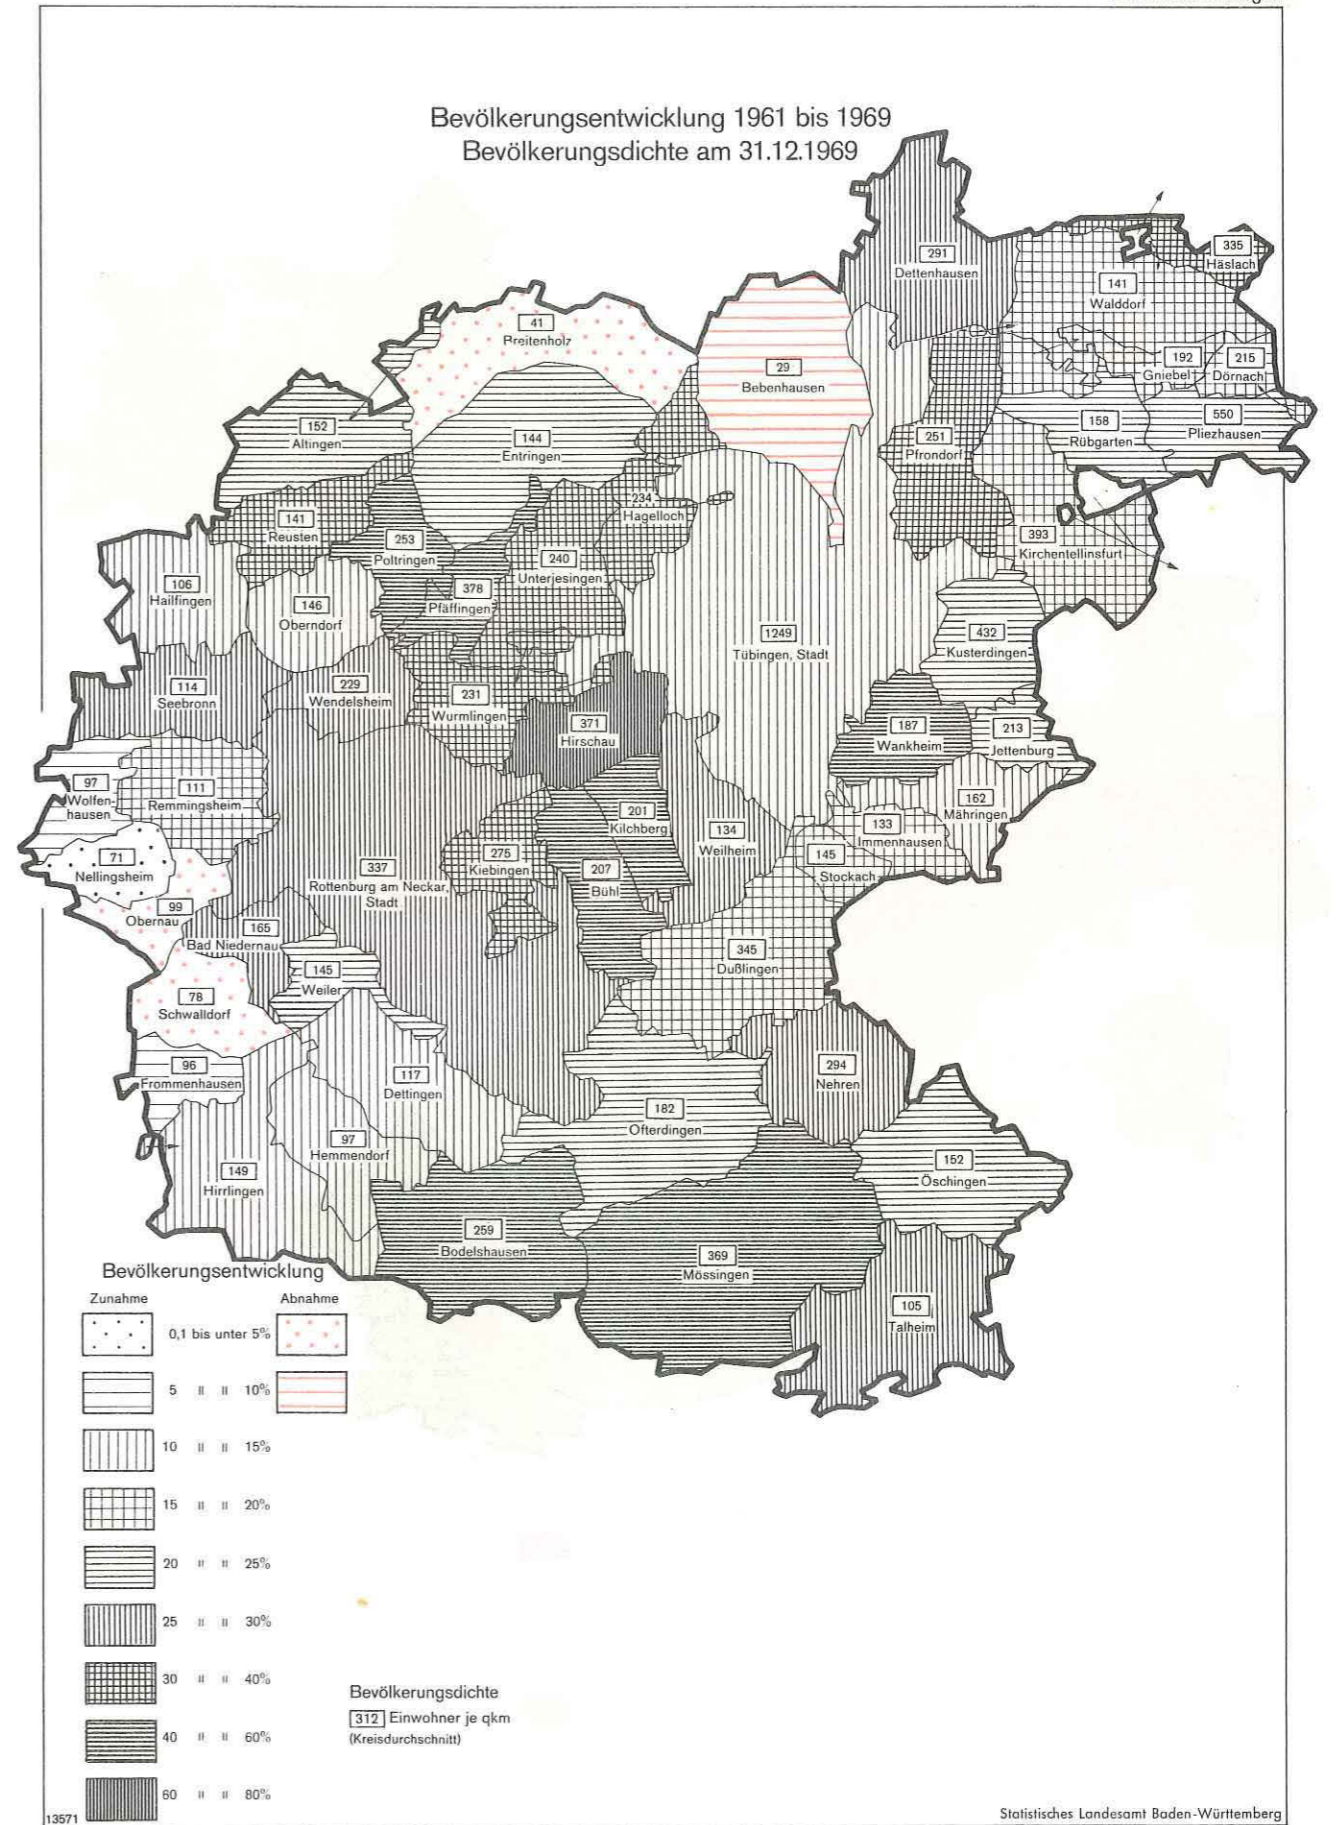 Bevölkerungsentwicklung 1961 bis 1969
Bevölkerungsdichte am 31.12.1969
291
Dettenhausen
335
Häslach
141
Walddorf
41
Breitenholz
29
Bebenhausen
192
Gniebel
215
Dörnach
152
Altingen
144
Entringen
251
Pfrondorf
158
Rübgarten
550
Pliezhausen
234
Hagelloch
141
Reusten
253
Poltringen
240
Unterjesingen
393
Kirchentellinsfurt
106
Hailfingen
146
Oberndorf
378
Pfäffingen
1249
Tübingen, Stadt
432
Kusterdingen
114
Seebronn
229
Wendelsheim
231
Wurmlingen
371
Hirschau
187
Wankheim
213
Jettenburg
97
Wolfen-
hausen
111
Remmingsheim
201
Kilchberg
134
Weilheim
133
Immenhausen
162
Mähringen
71
Nellingsheim
337
Rottenburg am Neckar,
Stadt
275
Kiebingen
207
Bühl
145
Stockach
99
Obernau
165
Bad Niedernau
145
Weiler
345
Dußlingen
78
Schwalldorf
96
Frommenhausen
117
Dettingen
294
Nehren
182
Ofterdingen
97
Hemmendorf
149
Hirrlingen
152
Öschingen
259
Bodelshausen
369
Mössingen
105
Talheim
Bevölkerungsentwicklung
Zunahme Abnahme
0,1 bis unter 5%
5 " " 10%
10 " " 15%
15 " " 20%
20 " " 25%
25 " " 30%
30 " " 40%
40 " " 60%
60 " " 80%
Bevölkerungsdichte
312 Einwohner je qkm
(Kreisdurchschnitt)
13571
Statistisches Landesamt Baden-Württemberg